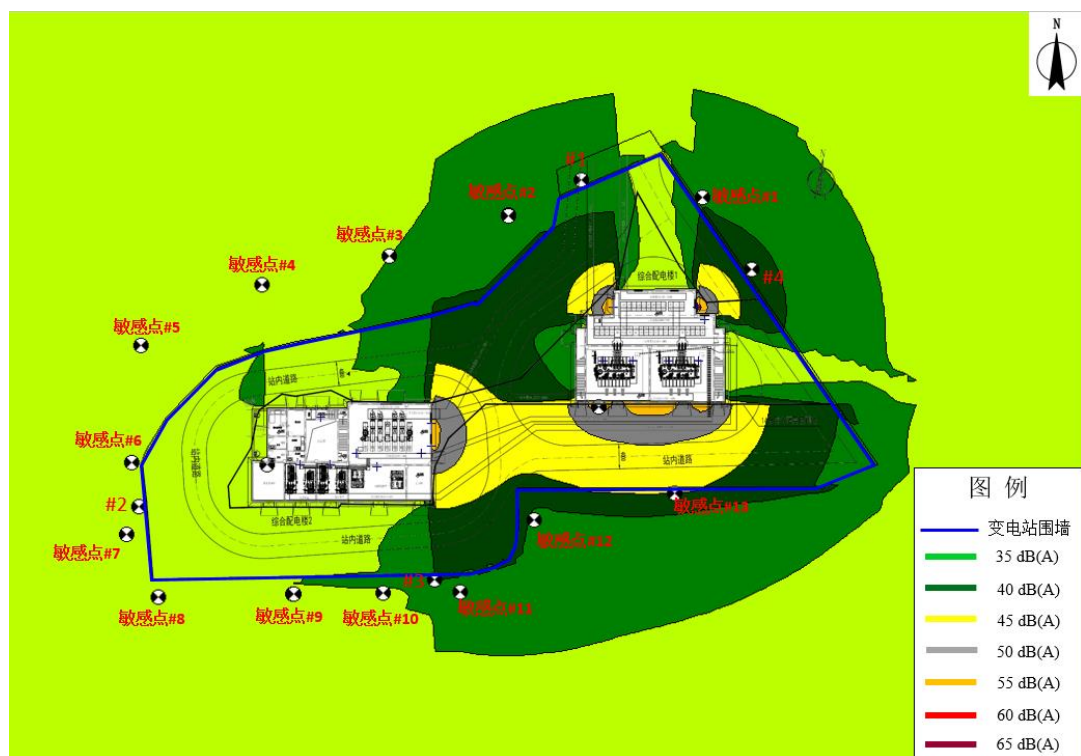 N
#1
敏感点#1
敏感点#2
敏感点#3
敏感点#4
#4
综合配电楼1
敏感点#5
站内道路
敏感点#6
站内道路
站内道路
#2
敏感点#13
综合配电楼2
敏感点#12
敏感点#7
站内道路
#3
敏感点#11
敏感点#8
敏感点#9
敏感点#10
图 例
变电站围墙
35 dB(A)
40 dB(A)
45 dB(A)
50 dB(A)
55 dB(A)
60 dB(A)
65 dB(A)